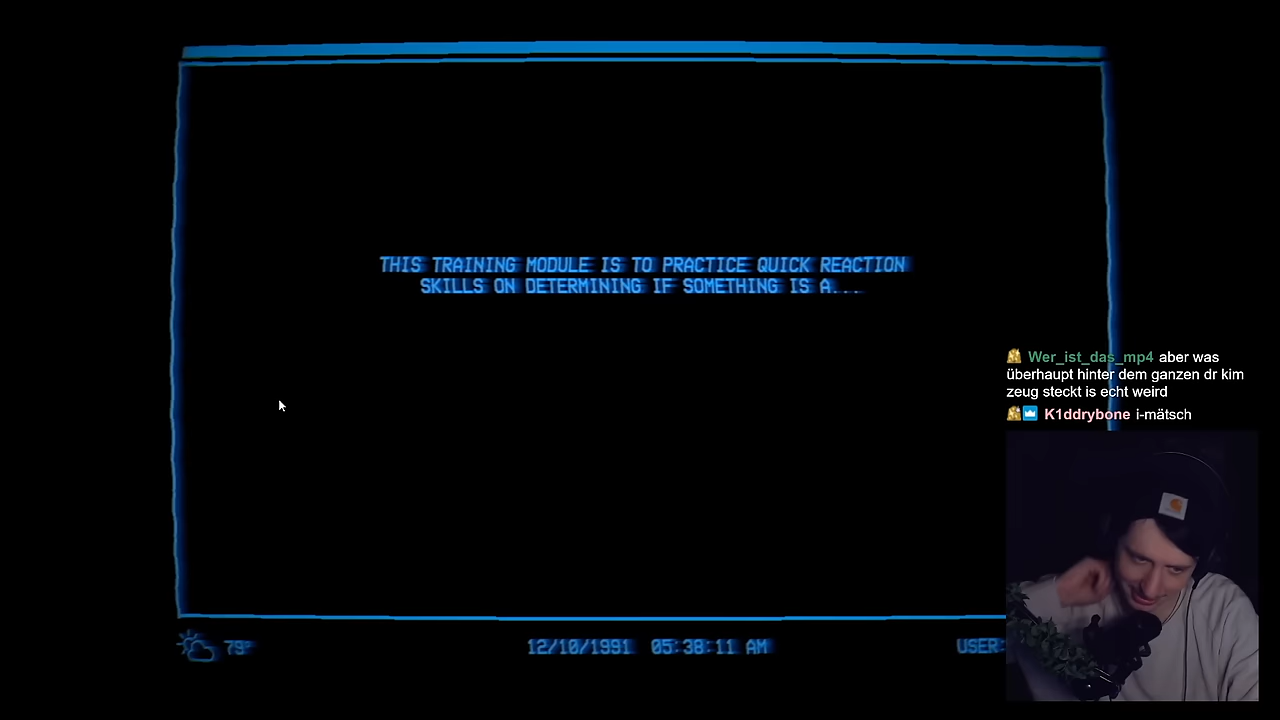 THIS TRAINING MODULE IS TO PRACTICE QUICK REACTION
SKILLS ON DETERMINING IF SOMETHING IS A...
Wer_ist_das_mp4 aber was
überhaupt hinter dem ganzen dr kim
zeug steckt is echt weird
K1ddrybone i-mätsch
79°
12/10/1991 05:38:11 AM
USER: